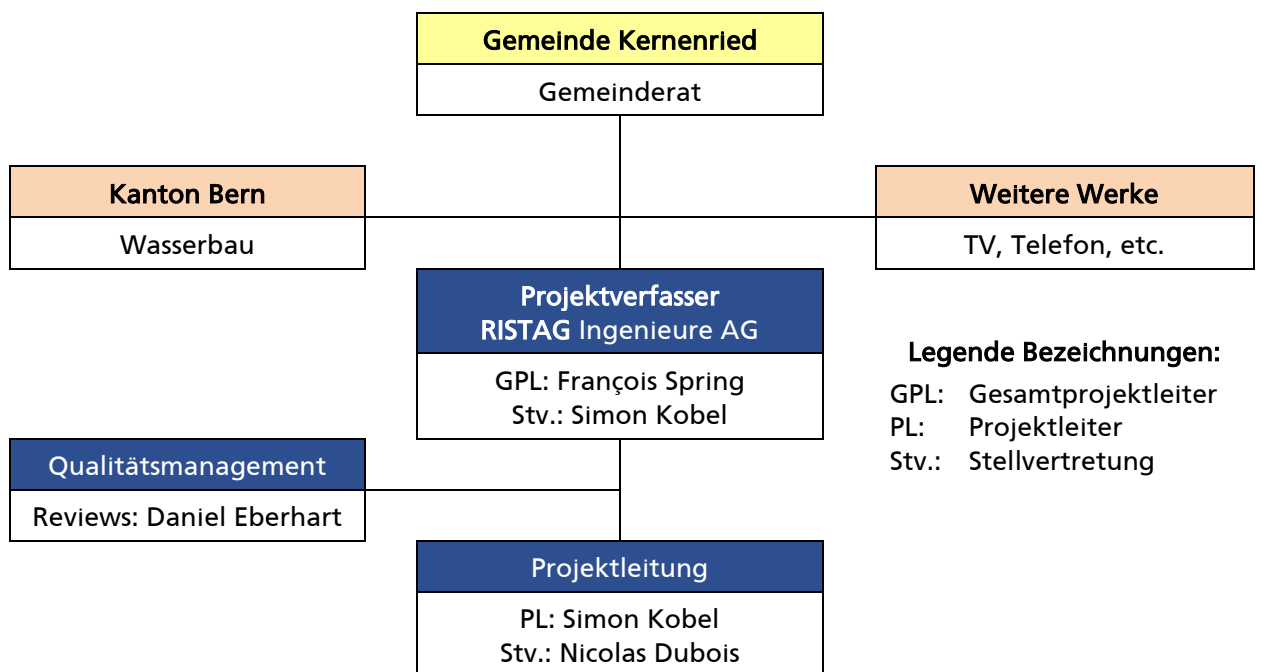 Gemeinde Kernenried
Gemeinderat
Kanton Bern
Wasserbau
Weitere Werke
TV, Telefon, etc.
Projektverfasser
RISTAG Ingenieure AG
GPL: François Spring
Stv.: Simon Kobel
Legende Bezeichnungen:
GPL: Gesamtprojektleiter
PL: Projektleiter
Stv.: Stellvertretung
Qualitätsmanagement
Reviews: Daniel Eberhart
Projektleitung
PL: Simon Kobel
Stv.: Nicolas Dubois